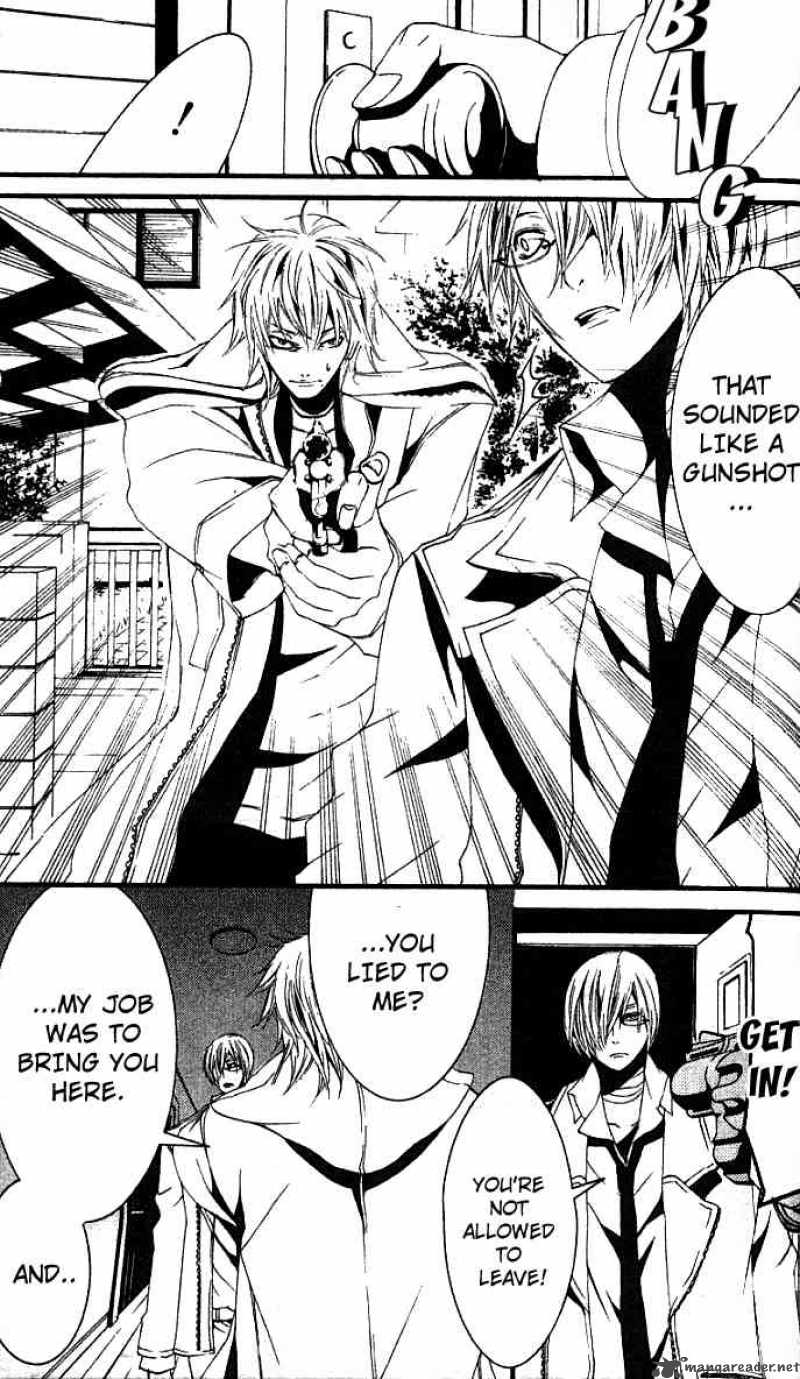 BANG
C
!
THAT
SOUNDED
LIKE A
GUNSHOT
...
GET
IN!
YOU'RE
NOT
ALLOWED
TO
LEAVE!
...YOU
LIED TO
ME?
...MY JOB
WAS TO
BRING YOU
HERE.
AND..
mangareader.net